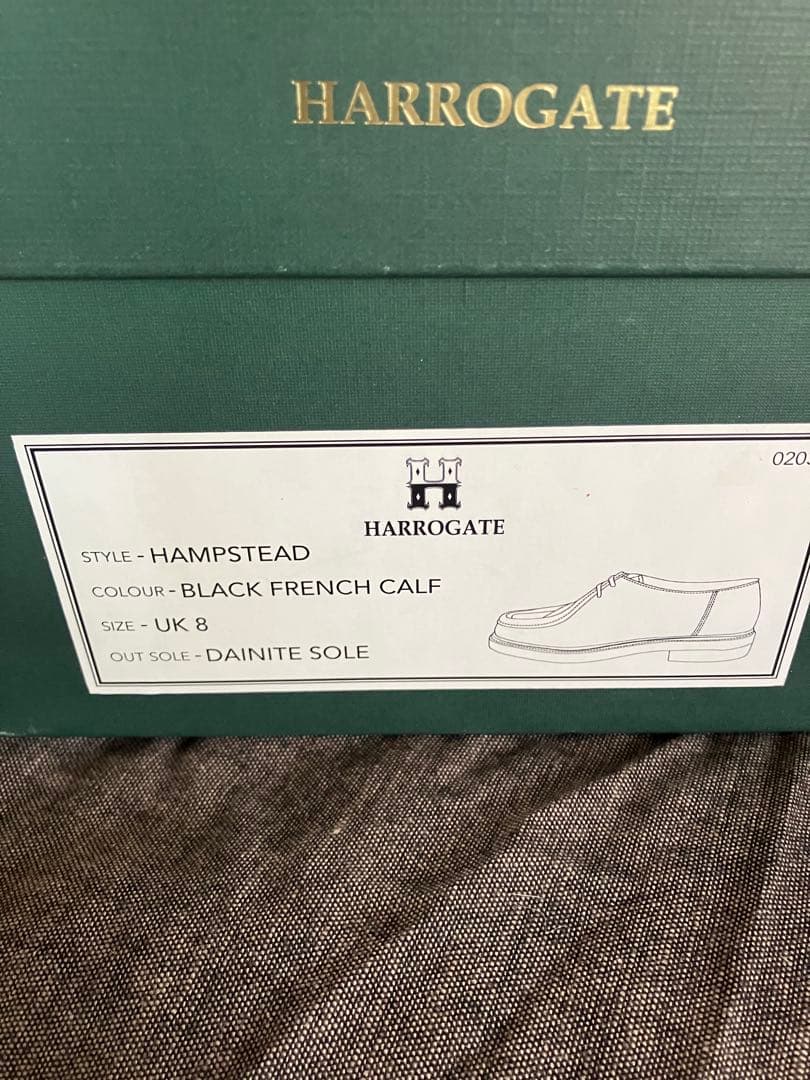 HARROGATE
HARROGATE
STYLE - HAMPSTEAD
COLOUR - BLACK FRENCH CALF
SIZE - UK 8
OUT SOLE - DAINITE SOLE